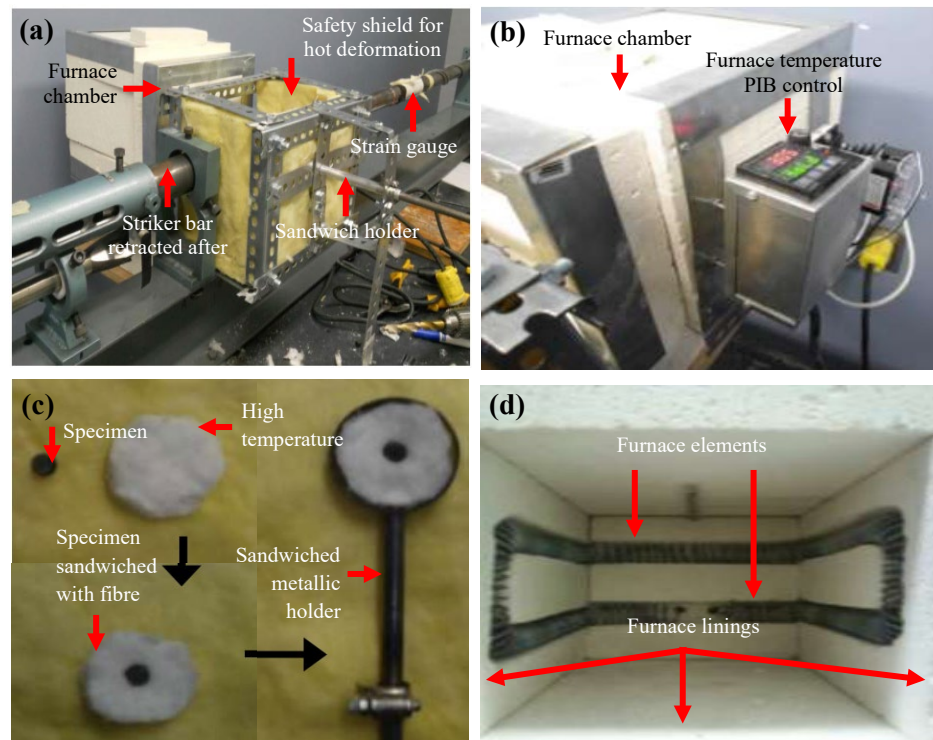 (a)
Safety shield for
hot deformation
Furnace
chamber
Strain gauge
Striker bar
retracted after
Sandwich holder
(b)
Furnace chamber
Furnace temperature
PIB control
(c)
Specimen
High
temperature
Specimen
sandwiched
with fibre
Sandwiched
metallic
holder
(d)
Furnace elements
Furnace linings